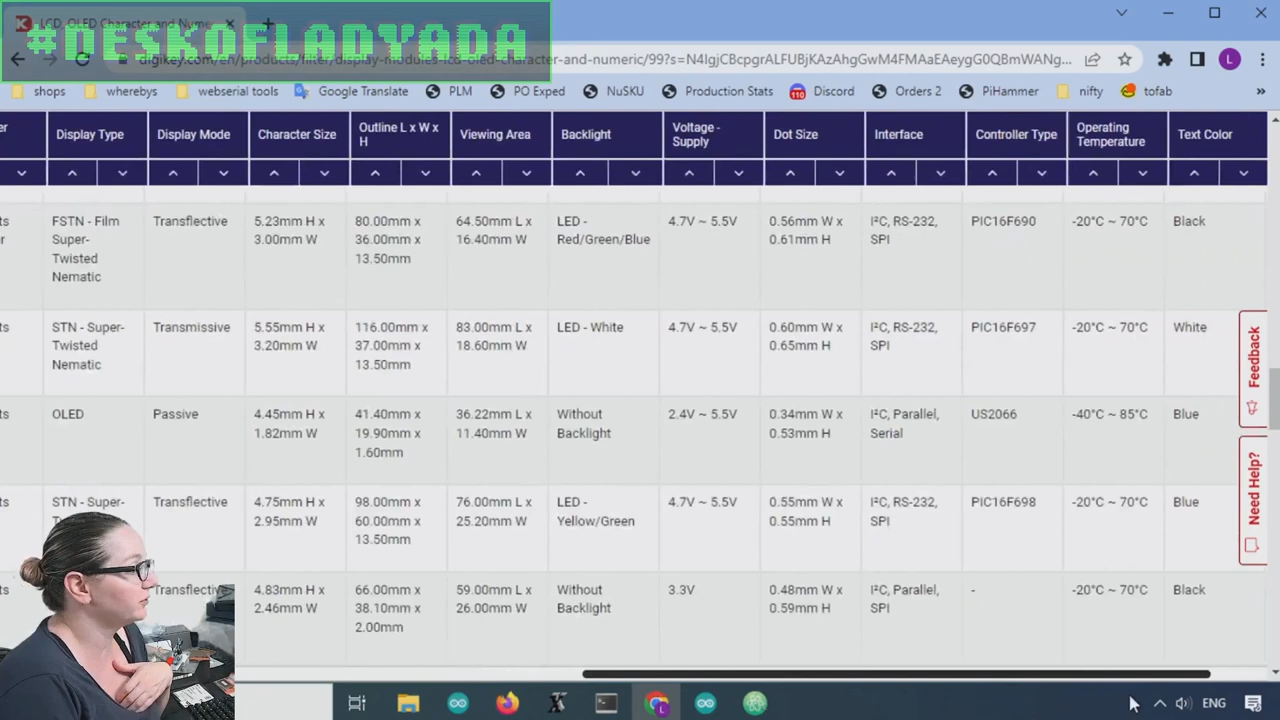 LCD, OLED Character and Nume
#DESKOFLADYADA
digikey.com/en/products/filter/display-modules-lcd-oled-character-and-numeric/99?s=
shops
wherebys
webserial tools
Google Translate
PLM
PO Exped
NuSKU
Production Stats
110
Discord
Orders 2
PiHammer
nifty
tofab
»
L
er
Display Type
Display Mode
Character Size
Outline L x W x
H
Viewing Area
Backlight
Voltage -
Supply
Dot Size
Interface
Controller Type
Operating
Temperature
Text Color
ts
r
FSTN - Film
Super-
Twisted
Nematic
Transflective
5.23mm H x
3.00mm W
80.00mm x
36.00mm x
13.50mm
64.50mm L x
16.40mm W
LED -
Red/Green/Blue
4.7V ~ 5.5V
0.56mm W x
0.61mm H
I²C, RS-232,
SPI
PIC16F690
-20°C ~ 70°C
Black
ts
STN - Super-
Twisted
Nematic
Transmissive
5.55mm H x
3.20mm W
116.00mm x
37.00mm x
13.50mm
83.00mm L x
18.60mm W
LED - White
4.7V ~ 5.5V
0.60mm W x
0.65mm H
I²C, RS-232,
SPI
PIC16F697
-20°C ~ 70°C
White
ts
OLED
Passive
4.45mm H x
1.82mm W
41.40mm x
19.90mm x
1.60mm
36.22mm L x
11.40mm W
Without
Backlight
2.4V ~ 5.5V
0.34mm W x
0.53mm H
I²C, Parallel,
Serial
US2066
-40°C ~ 85°C
Blue
ts
STN - Super-
Transflective
4.75mm H x
2.95mm W
98.00mm x
60.00mm x
13.50mm
76.00mm L x
25.20mm W
LED -
Yellow/Green
4.7V ~ 5.5V
0.55mm W x
0.55mm H
I²C, RS-232,
SPI
PIC16F698
-20°C ~ 70°C
Blue
ts
Transflective
4.83mm H x
2.46mm W
66.00mm x
38.10mm x
2.00mm
59.00mm L x
26.00mm W
Without
Backlight
3.3V
0.48mm W x
0.59mm H
I²C, Parallel,
SPI
-
-20°C ~ 70°C
Black
Feedback
Need Help?
ENG